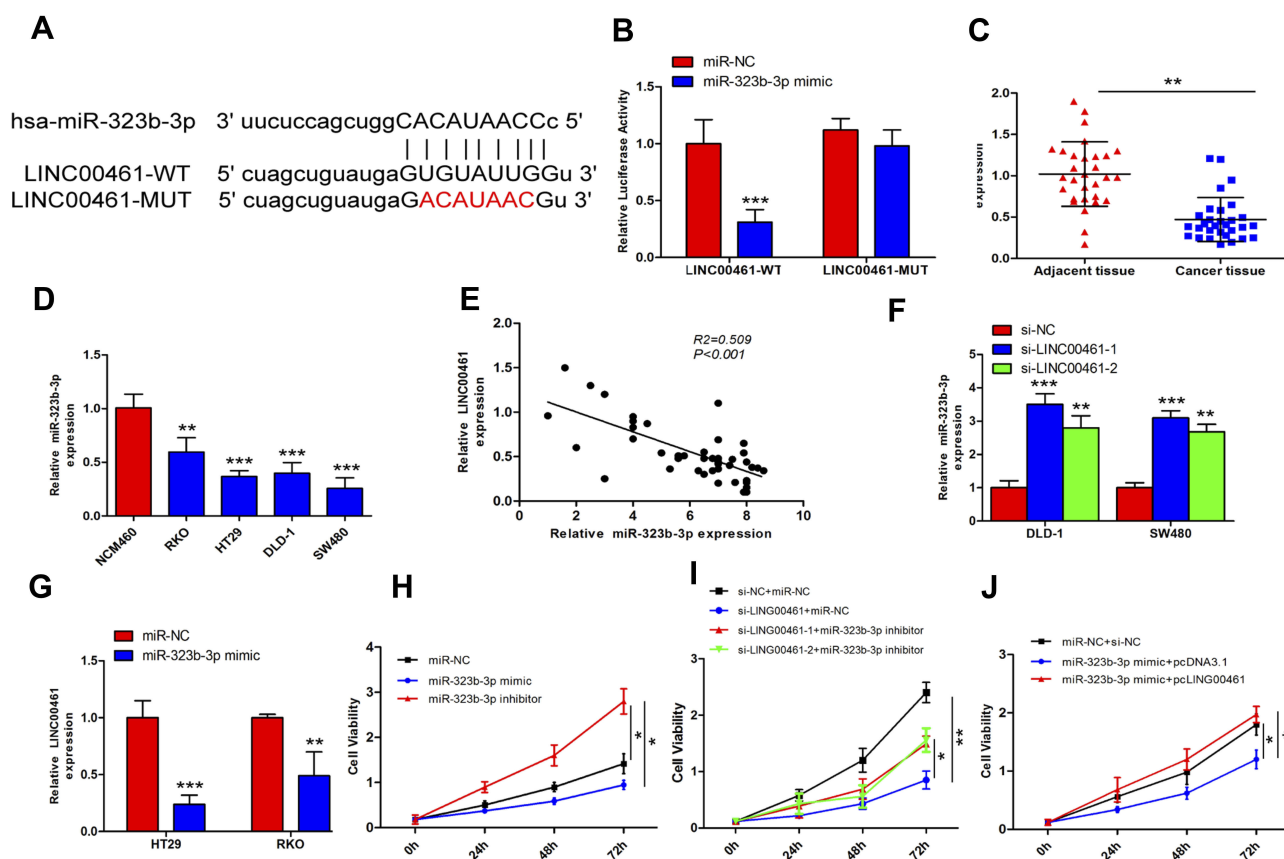 A
hsa-miR-323b-3p 3' uucuccagcuggCACAUAACCc 5'
LINC00461-WT 5' cuagcuguaugaGUGUAUUGGu 3'
LINC00461-MUT 5' cuagcuguaugaGACAUAACGu 3'
B
miR-NC
miR-323b-3p mimic
Relative Luciferase Activity
1.5
1.0
0.5
0.0
***
LINC00461-WT
LINC00461-MUT
C
expression
2.0
1.5
1.0
0.5
0.0
**
Adjacent tissue
Cancer tissue
D
Relative miR-323b-3p
expression
1.5
1.0
0.5
0.0
**
***
***
***
NCM460
RKO
HT29
DLD-1
SW480
E
Relative LINC00461
expression
2.0
1.5
1.0
0.5
0.0
R2=0.509
P<0.001
0
2
4
6
8
10
Relative miR-323b-3p expression
F
si-NC
si-LINC00461-1
si-LINC00461-2
Relative miR-323b-3p
expression
5
4
3
2
1
0
***
**
***
**
DLD-1
SW480
G
miR-NC
miR-323b-3p mimic
Relative LINC00461
expression
1.5
1.0
0.5
0.0
***
**
HT29
RKO
H
miR-NC
miR-323b-3p mimic
miR-323b-3p inhibitor
Cell Viability
4
3
2
1
0
*
*
0h
24h
48h
72h
I
si-NC+miR-NC
si-LING00461+miR-NC
si-LING00461-1+miR-323b-3p inhibitor
si-LING00461-2+miR-323b-3p inhibitor
Cell Viability
3
2
1
0
*
**
0h
24h
48h
72h
J
miR-NC+si-NC
miR-323b-3p mimic+pcDNA3.1
miR-323b-3p mimic+pcLING00461
Cell Viability
3
2
1
0
*
0h
24h
48h
72h